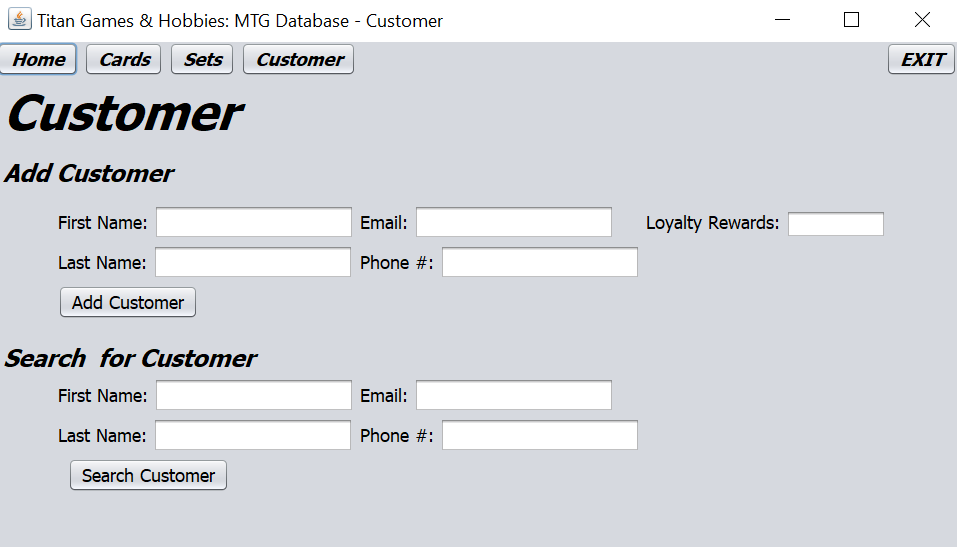 Titan Games & Hobbies: MTG Database - Customer
Home Cards Sets Customer EXIT
Customer
Add Customer
First Name: Email: Loyalty Rewards:
Last Name: Phone #:
Add Customer
Search for Customer
First Name: Email:
Last Name: Phone #:
Search Customer